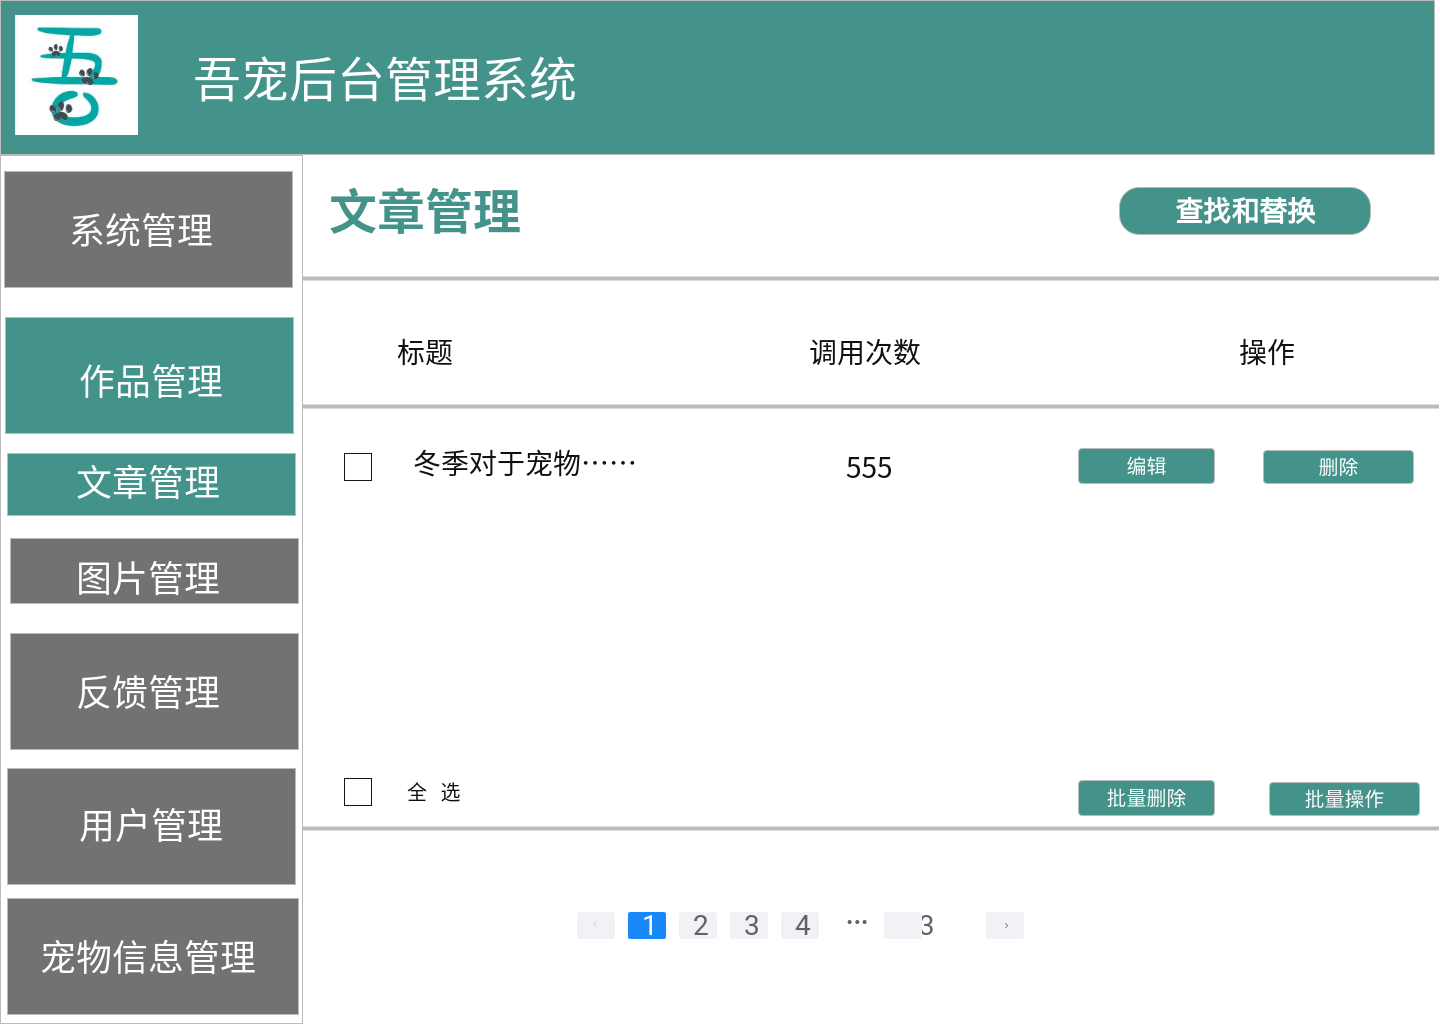 吾宠后台管理系统
系统管理
作品管理
文章管理
图片管理
反馈管理
用户管理
宠物信息管理
文章管理
查找和替换
标题 调用次数 操作
冬季对于宠物…… 555 编辑 删除
全 选 批量删除 批量操作
‹ 1 2 3 4 ··· 3 ›